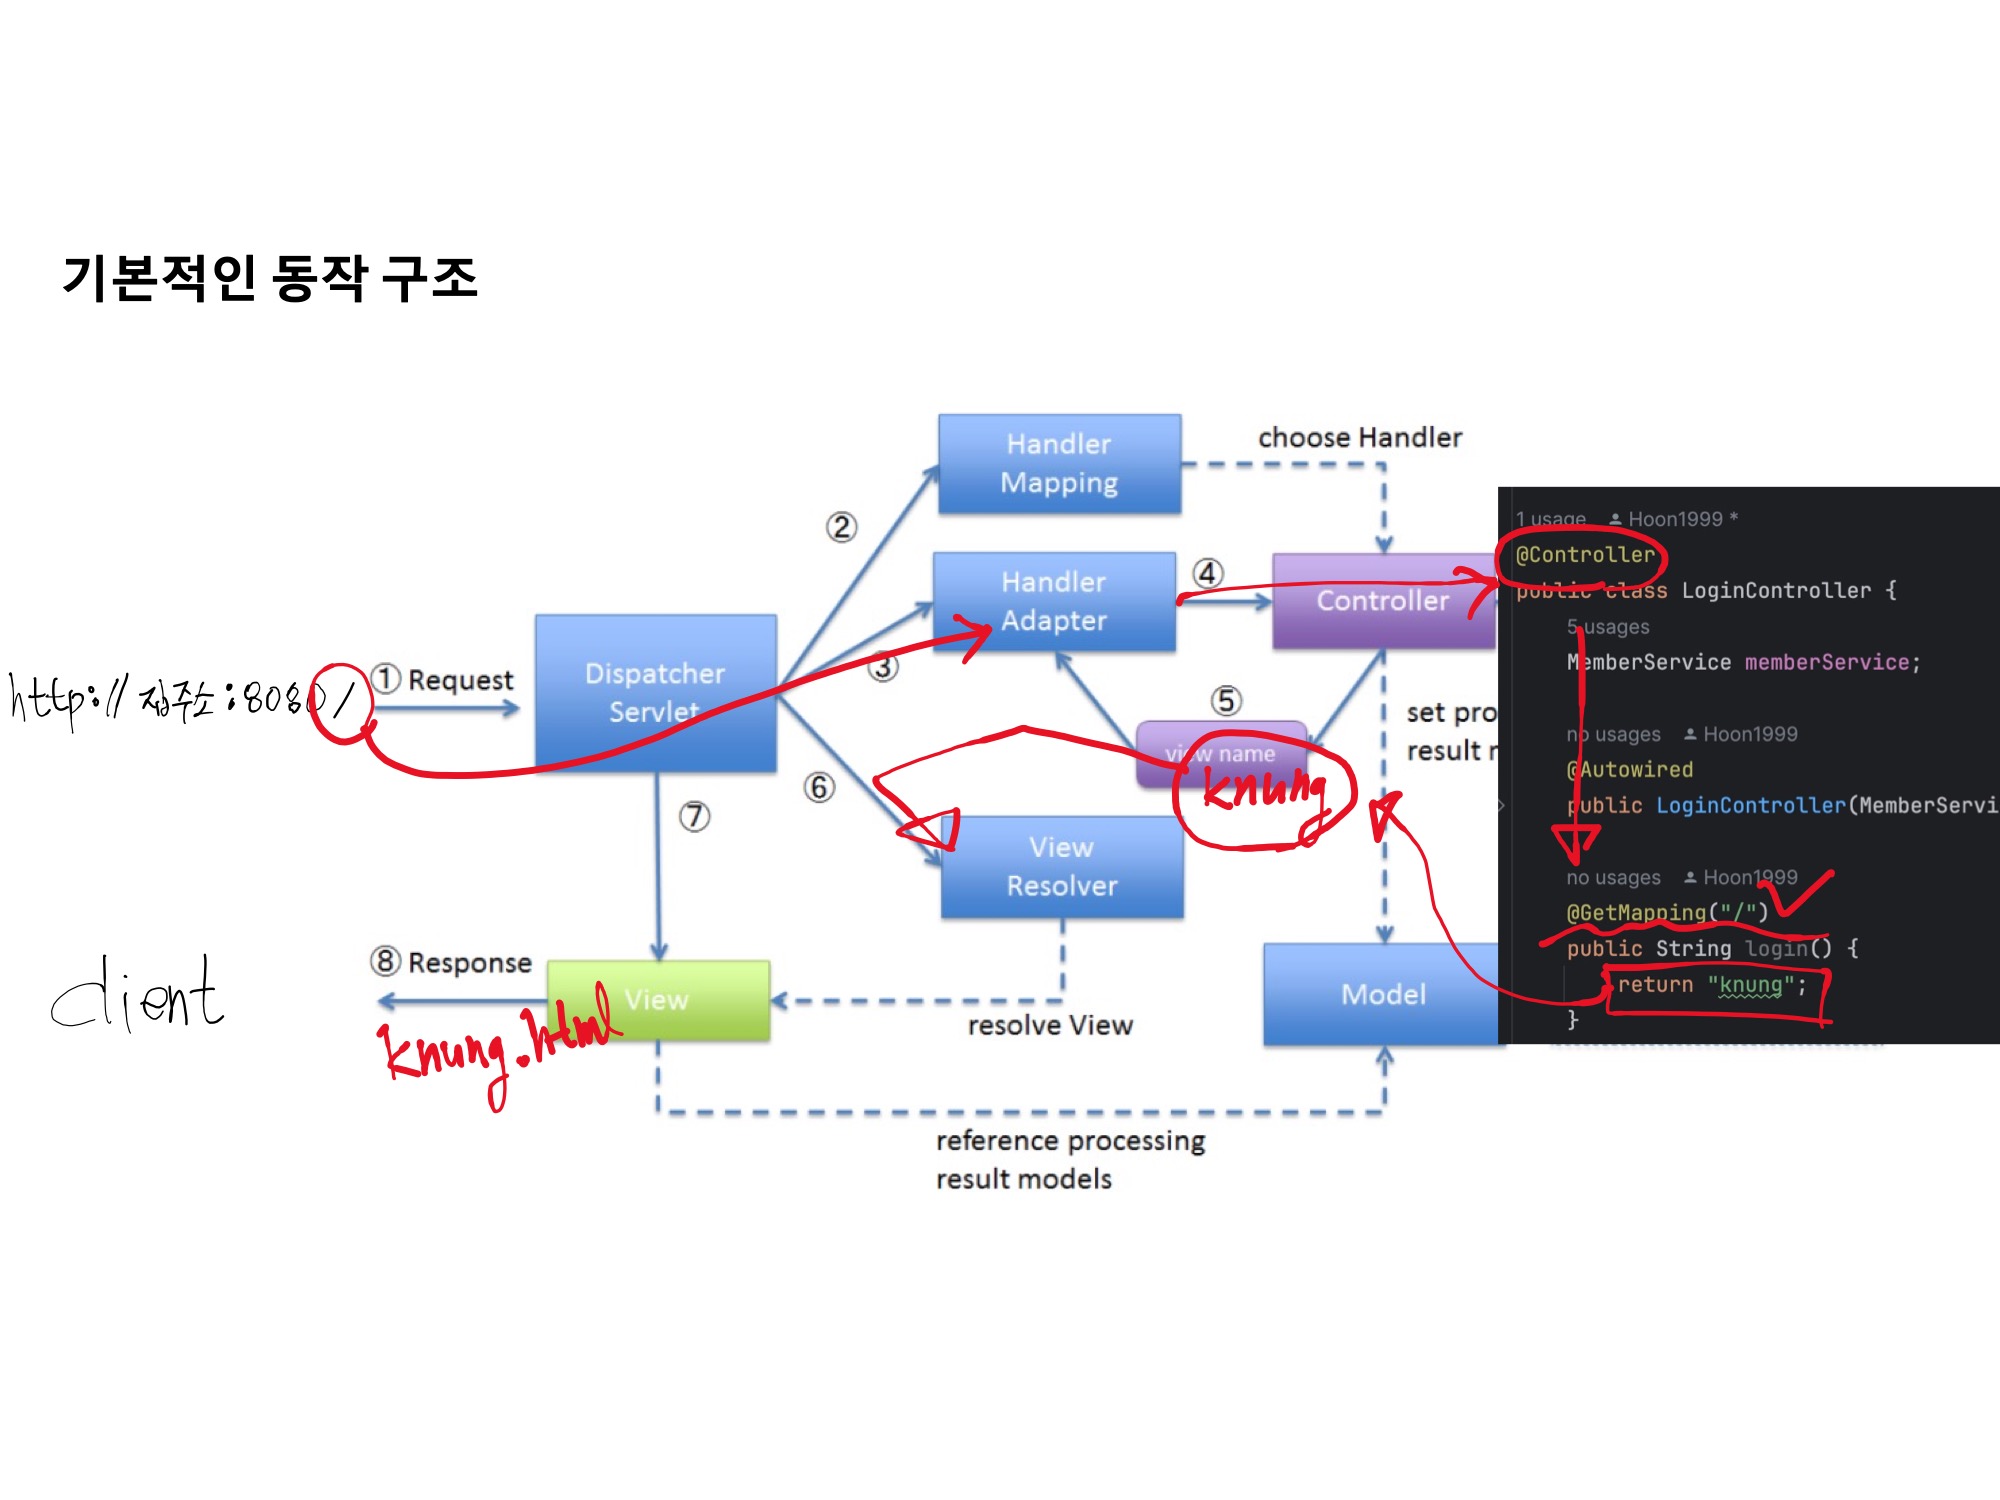 기본적인 동작 구조
Handler
Mapping
choose Handler
②
1 usage Hoon1999 *
@Controller
public class LoginController {
5 usages
MemberService memberService;
no usages Hoon1999
@Autowired
public LoginController(MemberServi
no usages Hoon1999
@GetMapping("/")
public String login() {
return "knung";
}
Handler
Adapter
④
Controller
③
http:// 집주소:8080/
① Request
Dispatcher
Servlet
⑤
view name
knung
set pro
result
⑥
⑦
View
Resolver
client
⑧ Response
View
knung.html
resolve View
Model
reference processing
result models